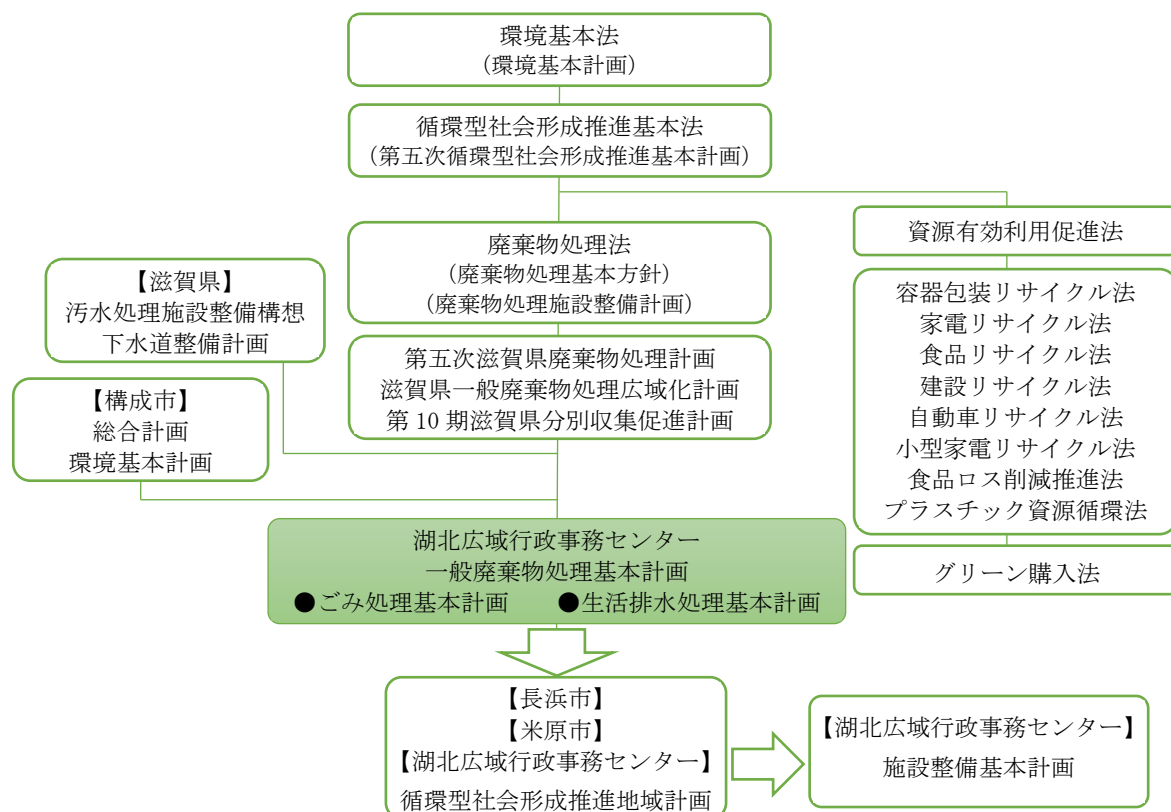 環境基本法
(環境基本計画)
循環型社会形成推進基本法
(第五次循環型社会形成推進基本計画)
資源有効利用促進法
廃棄物処理法
(廃棄物処理基本方針)
(廃棄物処理施設整備計画)
【滋賀県】
汚水処理施設整備構想
下水道整備計画
容器包装リサイクル法
家電リサイクル法
食品リサイクル法
建設リサイクル法
自動車リサイクル法
小型家電リサイクル法
食品ロス削減推進法
プラスチック資源循環法
第五次滋賀県廃棄物処理計画
滋賀県一般廃棄物処理広域化計画
第 10 期滋賀県分別収集促進計画
【構成市】
総合計画
環境基本計画
グリーン購入法
湖北広域行政事務センター
一般廃棄物処理基本計画
●ごみ処理基本計画 ●生活排水処理基本計画
【長浜市】
【米原市】
【湖北広域行政事務センター】
循環型社会形成推進地域計画
【湖北広域行政事務センター】
施設整備基本計画